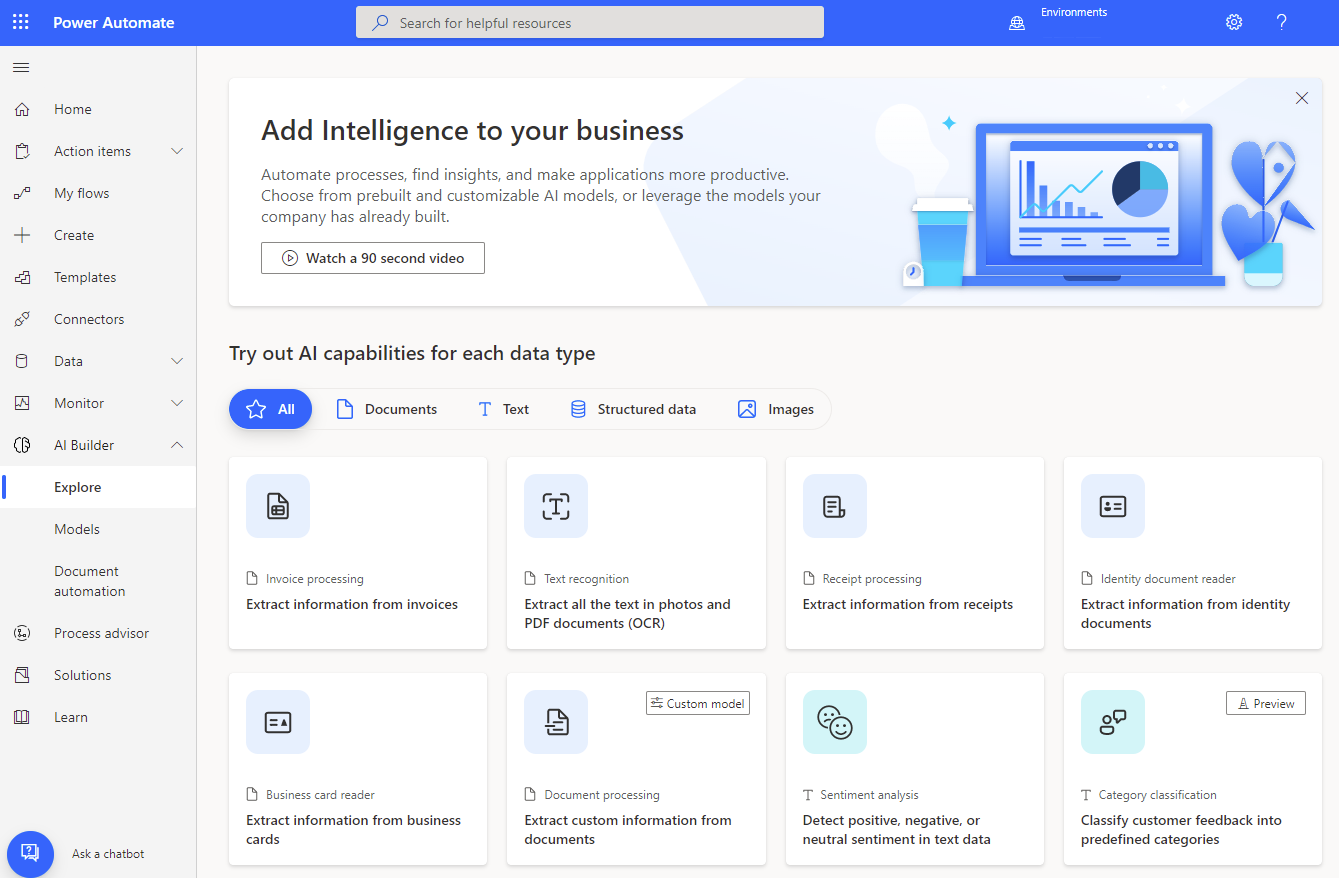 Power Automate
Search for helpful resources
Environments
Home
Action items
My flows
Create
Templates
Connectors
Data
Monitor
AI Builder
Explore
Models
Document
automation
Process advisor
Solutions
Learn
Ask a chatbot
Add Intelligence to your business
Automate processes, find insights, and make applications more productive.
Choose from prebuilt and customizable AI models, or leverage the models your
company has already built.
Watch a 90 second video
Try out AI capabilities for each data type
All
Documents
Text
Structured data
Images
Invoice processing
Extract information from invoices
Text recognition
Extract all the text in photos and
PDF documents (OCR)
Receipt processing
Extract information from receipts
Identity document reader
Extract information from identity
documents
Business card reader
Extract information from business
cards
Custom model
Document processing
Extract custom information from
documents
Sentiment analysis
Detect positive, negative, or
neutral sentiment in text data
Preview
Category classification
Classify customer feedback into
predefined categories